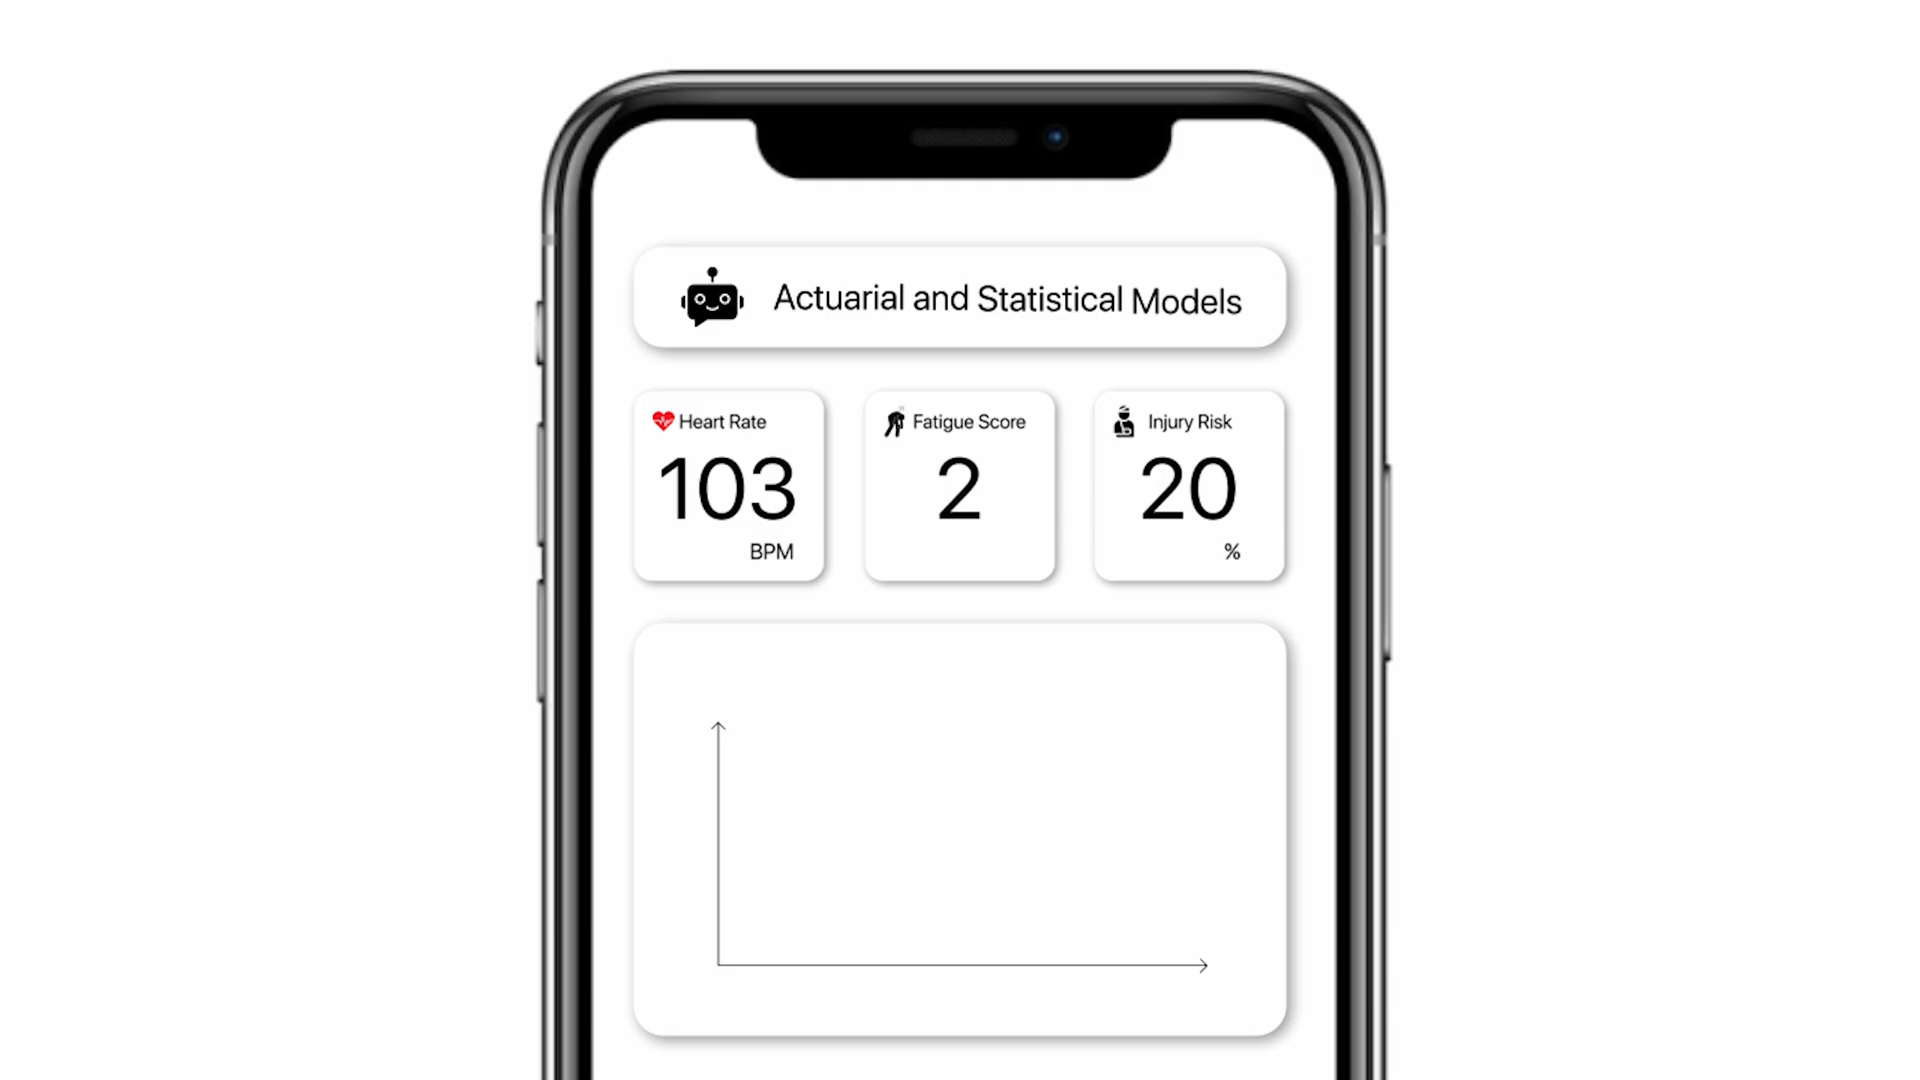 Actuarial and Statistical Models
Heart Rate
103
BPM
Fatigue Score
2
Injury Risk
20
%